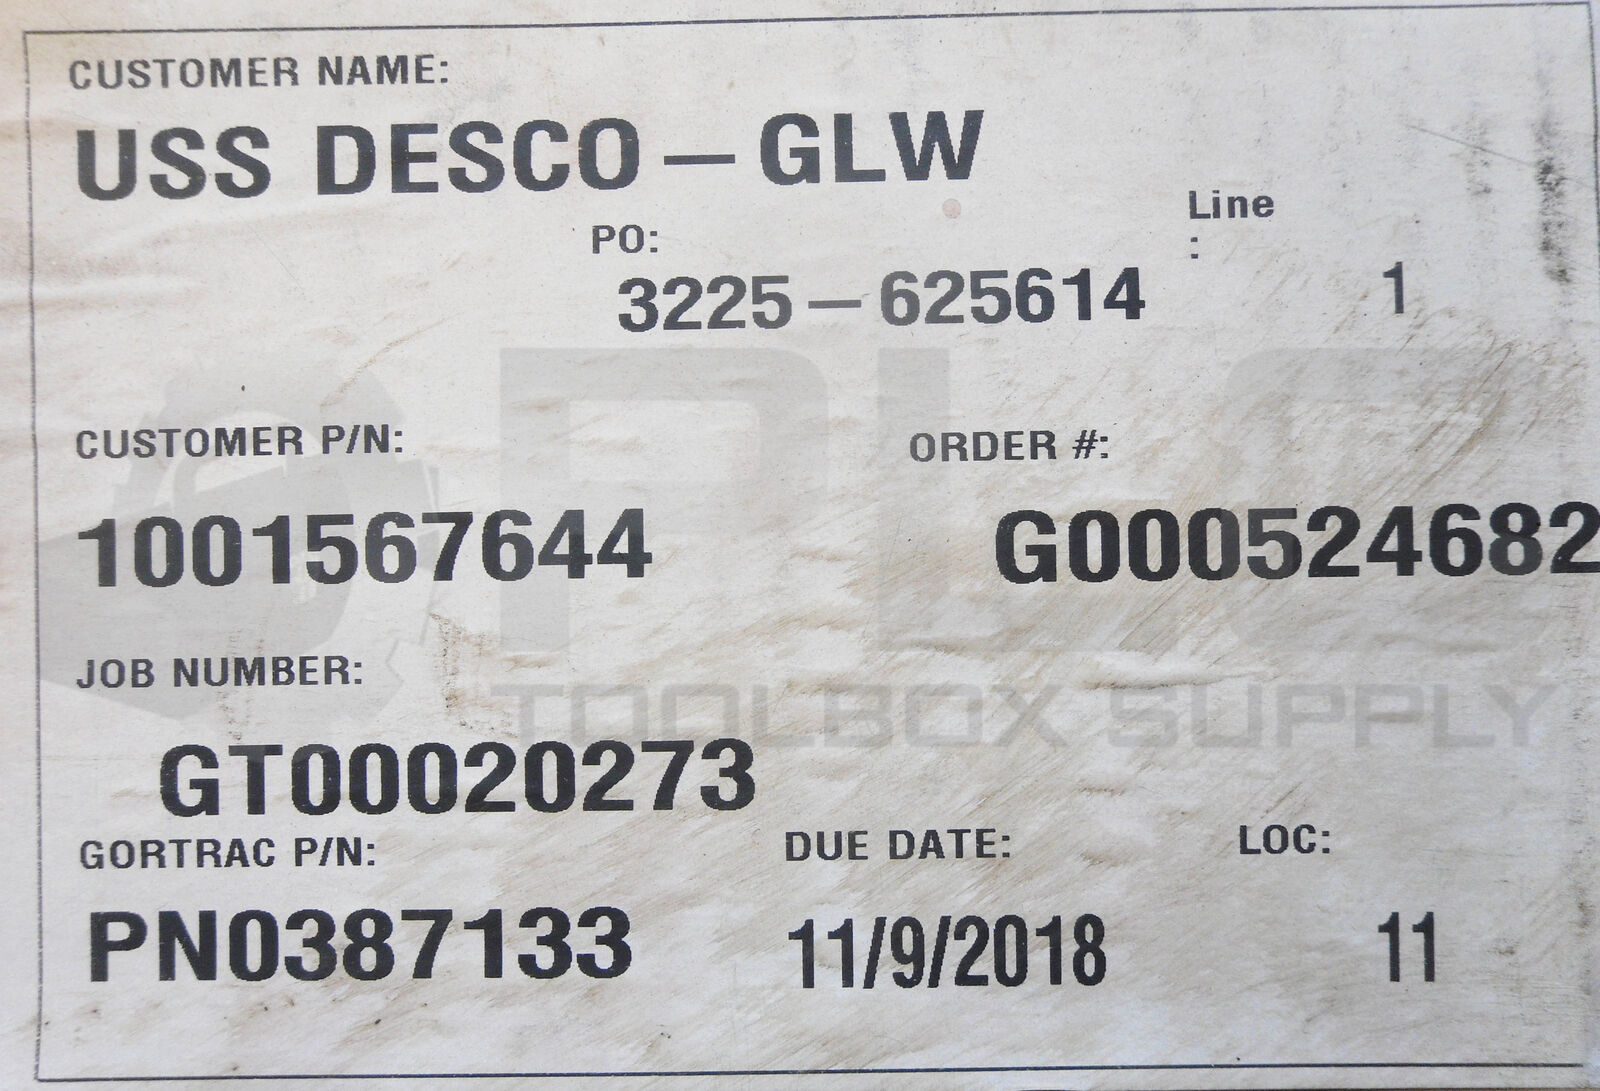 CUSTOMER NAME:
USS DESCO-GLW
PO:
Line
:
3225-625614
1
CUSTOMER P/N:
ORDER #:
1001567644
G000524682
JOB NUMBER:
GT00020273
GORTRAC P/N:
DUE DATE:
LOC:
PN0387133
11/9/2018
11
PLC
TOOLBOX SUPPLY